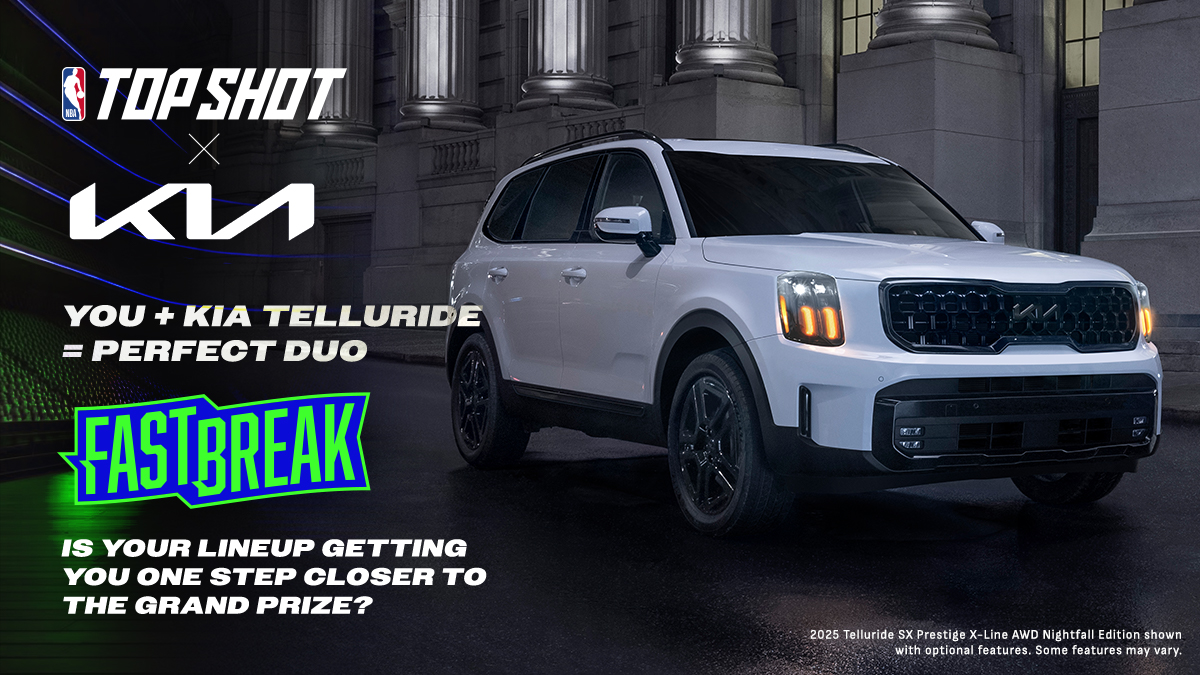 NBA
TOP SHOT
X
KIA
YOU + KIA TELLURIDE
= PERFECT DUO
FASTBREAK
IS YOUR LINEUP GETTING
YOU ONE STEP CLOSER TO
THE GRAND PRIZE?
2025 Telluride SX Prestige X-Line AWD Nightfall Edition shown
with optional features. Some features may vary.